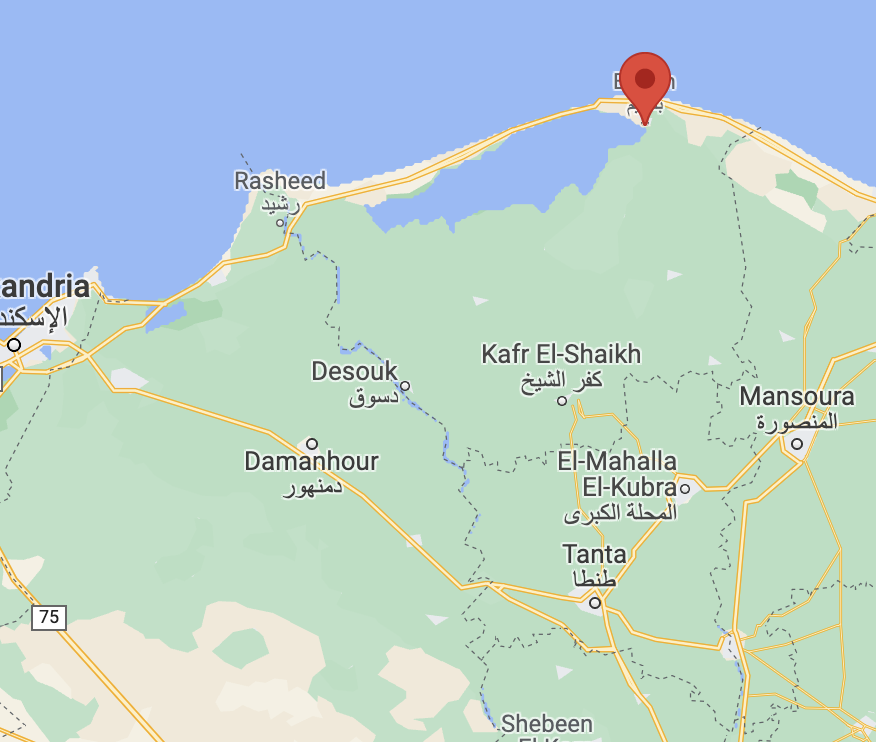 Rasheed
رشيد
andria
الإسكند
Desouk
دسوق
Kafr El-Shaikh
كفر الشيخ
Mansoura
المنصورة
Damanhour
دمنهور
El-Mahalla
El-Kubra
المحلة الكبرى
Tanta
طنطا
75
Shebeen